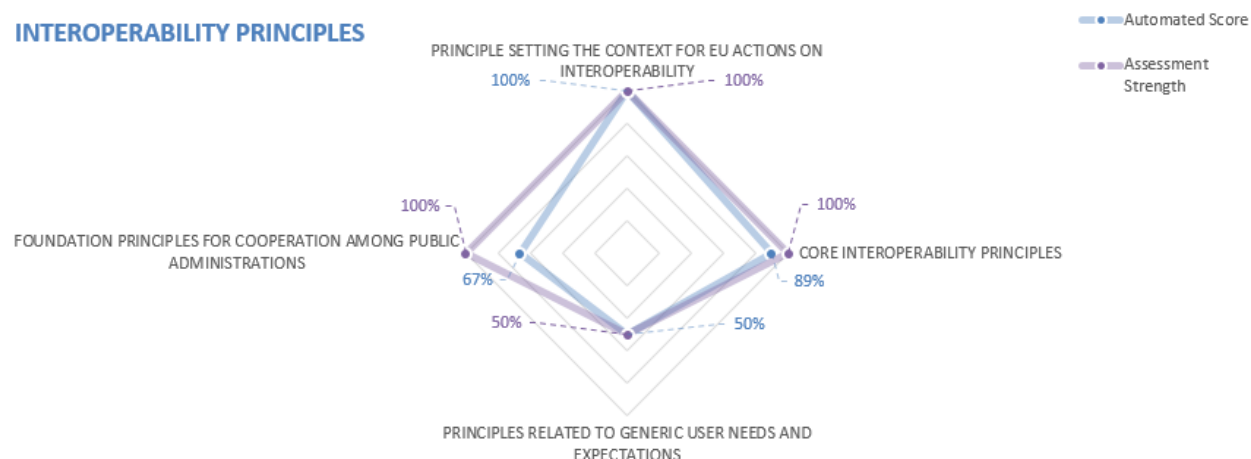 INTEROPERABILITY PRINCIPLES
Automated Score
Assessment
Strength
PRINCIPLE SETTING THE CONTEXT FOR EU ACTIONS ON
INTEROPERABILITY
100%
100%
100%
100%
FOUNDATION PRINCIPLES FOR COOPERATION AMONG PUBLIC
ADMINISTRATIONS
CORE INTEROPERABILITY PRINCIPLES
67%
89%
50%
50%
PRINCIPLES RELATED TO GENERIC USER NEEDS AND
EXPECTATIONS